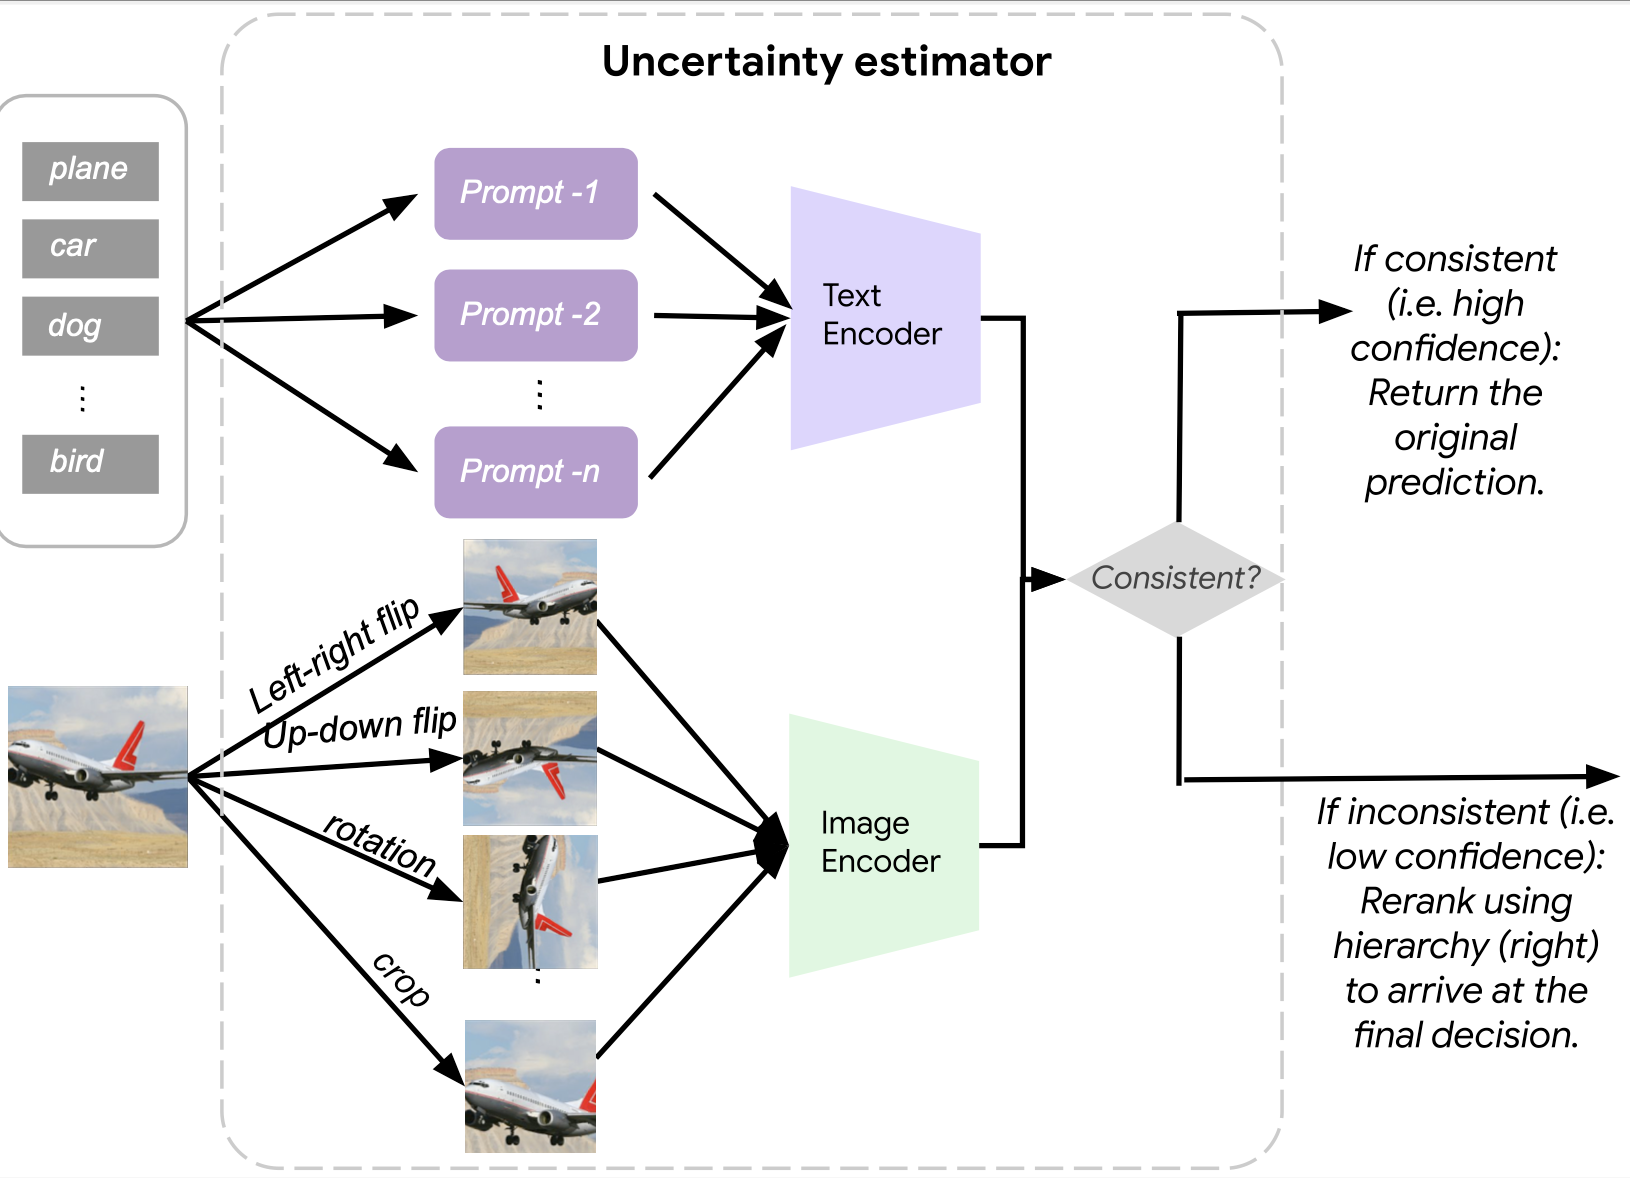 Uncertainty estimator
plane
car
dog
⋮
bird
Prompt -1
Prompt -2
⋮
Prompt -n
Text
Encoder
Left-right flip
Up-down flip
rotation
crop
...
Image
Encoder
Consistent?
If consistent
(i.e. high
confidence):
Return the
original
prediction.
If inconsistent (i.e.
low confidence):
Rerank using
hierarchy (right)
to arrive at the
final decision.